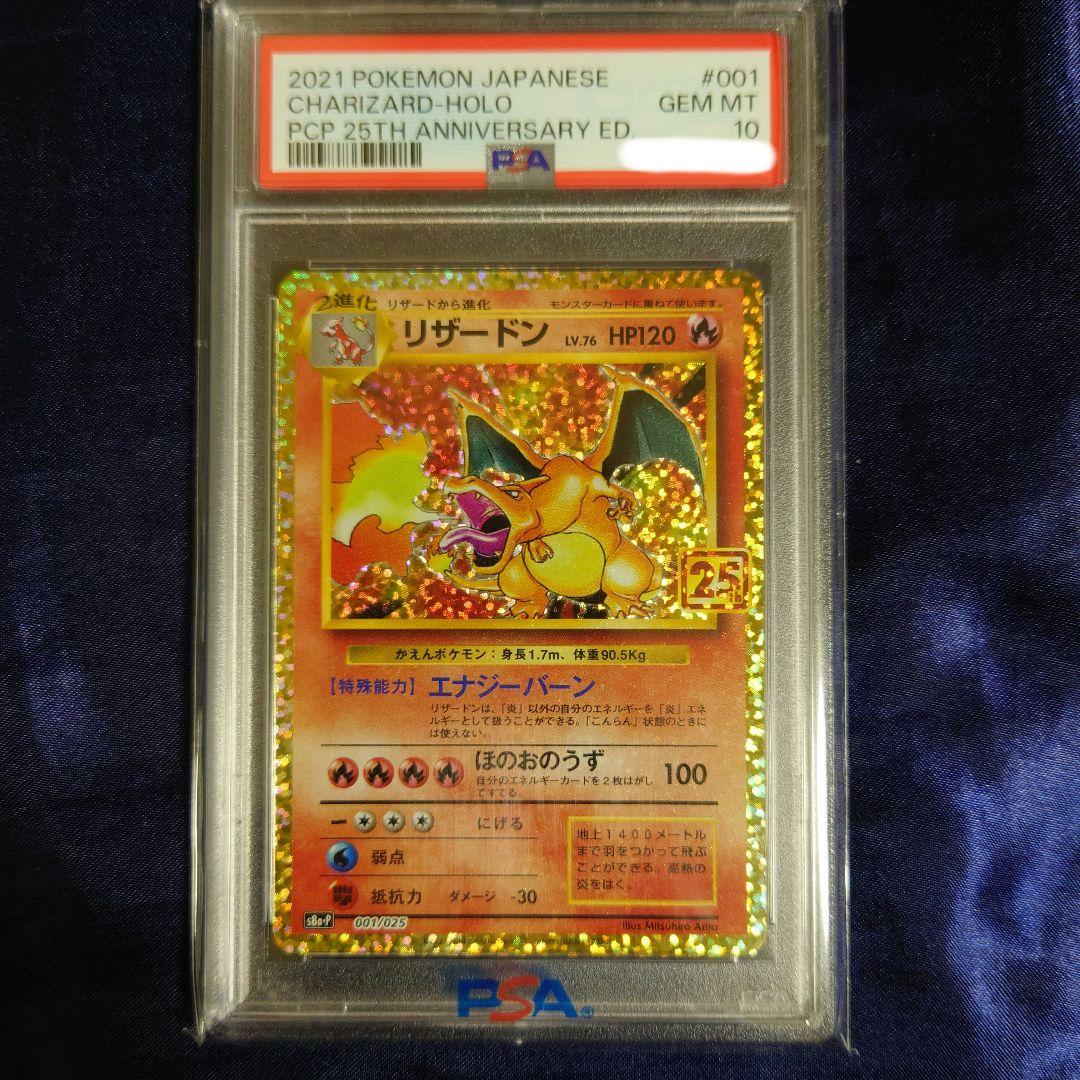 2021 POKEMON JAPANESE #001
CHARIZARD-HOLO GEM MT
PCP 25TH ANNIVERSARY ED. 10
PSA
2進化 リザードから進化 モンスターカードに重ねて使います。
リザードン LV.76 HP120
25th
かえんポケモン：身長1.7m、体重90.5Kg
【特殊能力】エナジーバーン
リザードンは、「炎」以外の自分のエネルギーを「炎」エネ
ルギーとして扱うことができる。「こんらん」状態のときに
は使えない。
ほのおのうず 100
自分のエネルギーカードを2枚はがし
てすてる
にげる
弱点
抵抗力 ダメージ -30
地上1400メートル
まで羽をつかって飛ぶ
ことができる。高熱の
炎をはく。
s8a-P 001/025
Illus. Mitsuhiro Arita
PSA®